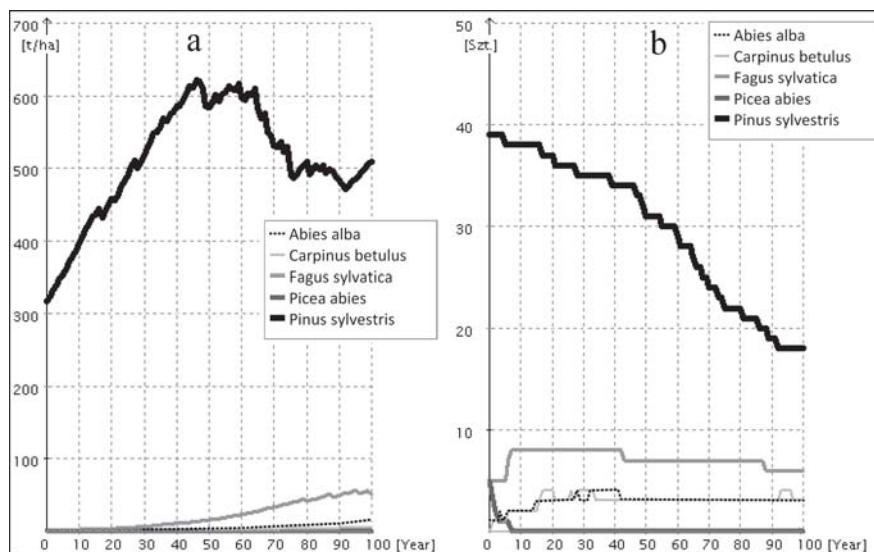 700
[t/ha]
a
600
500
400
300
200
100
Abies alba
Carpinus betulus
Fagus sylvatica
Picea abies
Pinus sylvestris
0 10 20 30 40 50 60 70 80 90 100 [Year]
50
[Szt.]
b
40
30
20
10
Abies alba
Carpinus betulus
Fagus sylvatica
Picea abies
Pinus sylvestris
0 10 20 30 40 50 60 70 80 90 100 [Year]